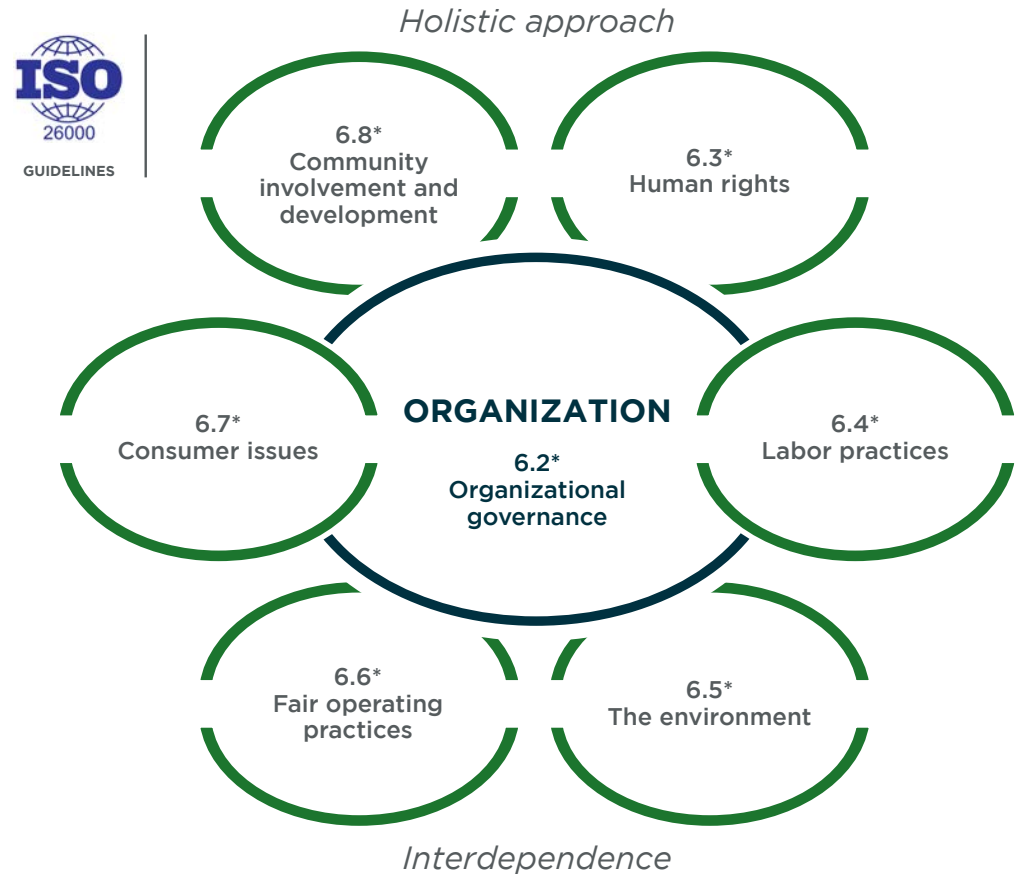 Holistic approach
ISO
26000
GUIDELINES
6.8*
Community
involvement and
development
6.3*
Human rights
6.7*
Consumer issues
ORGANIZATION
6.2*
Organizational
governance
6.4*
Labor practices
6.6*
Fair operating
practices
6.5*
The environment
Interdependence